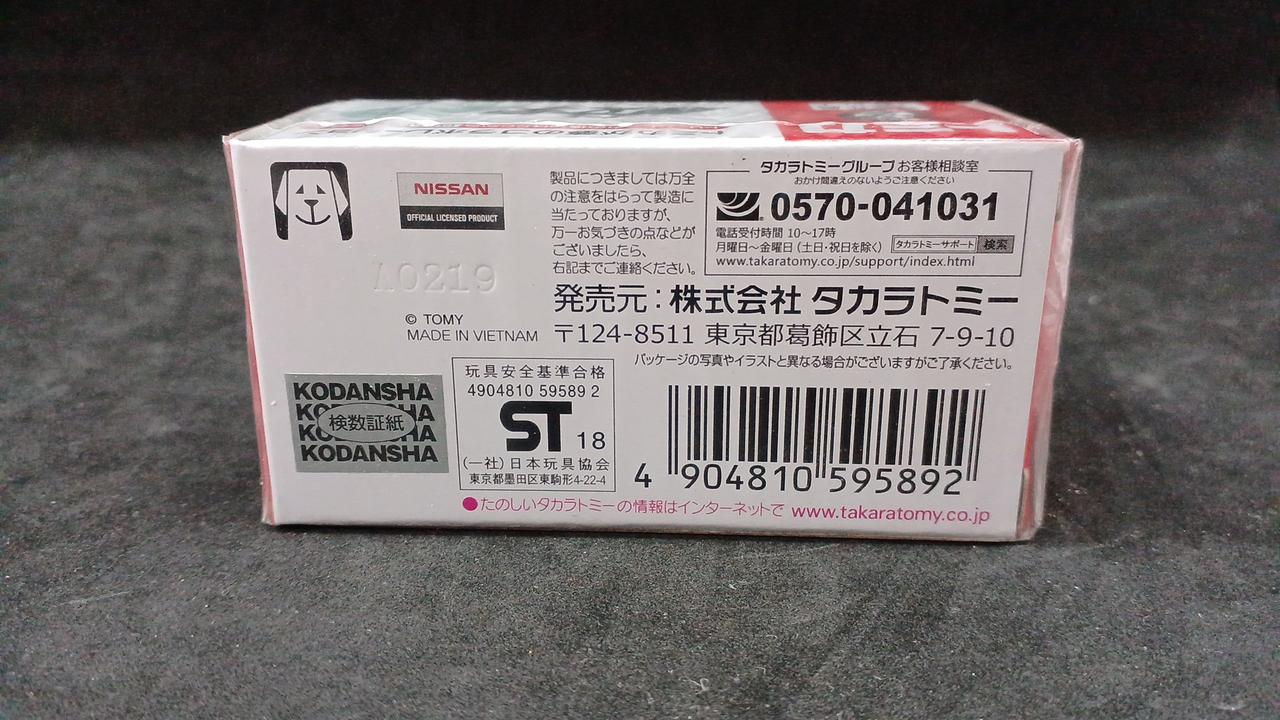 トミカ
NISSAN
OFFICIAL LICENSED PRODUCT
A0219
© TOMY
MADE IN VIETNAM
製品につきましては万全
の注意をはらって製造に
当たっておりますが、
万一お気づきの点などが
ございましたら、
右記までご連絡ください。
タカラトミーグループ お客様相談室
おかけ間違えのないようご注意ください
0570-041031
電話受付時間 10〜17時
月曜日〜金曜日(土日・祝日を除く) タカラトミーサポート 検索
www.takaratomy.co.jp/support/index.html
発売元:株式会社 タカラトミー
〒124-8511 東京都葛飾区立石 7-9-10
パッケージの写真やイラストと異なる場合がございますがご了承ください。
KODANSHA
KODANSHA
検数証紙
KODANSHA
KODANSHA
玩具安全基準合格
4904810 59589 2
ST 18
(一社)日本玩具協会
東京都墨田区東駒形4-22-4
4 904810 595892
●たのしいタカラトミーの情報はインターネットで www.takaratomy.co.jp